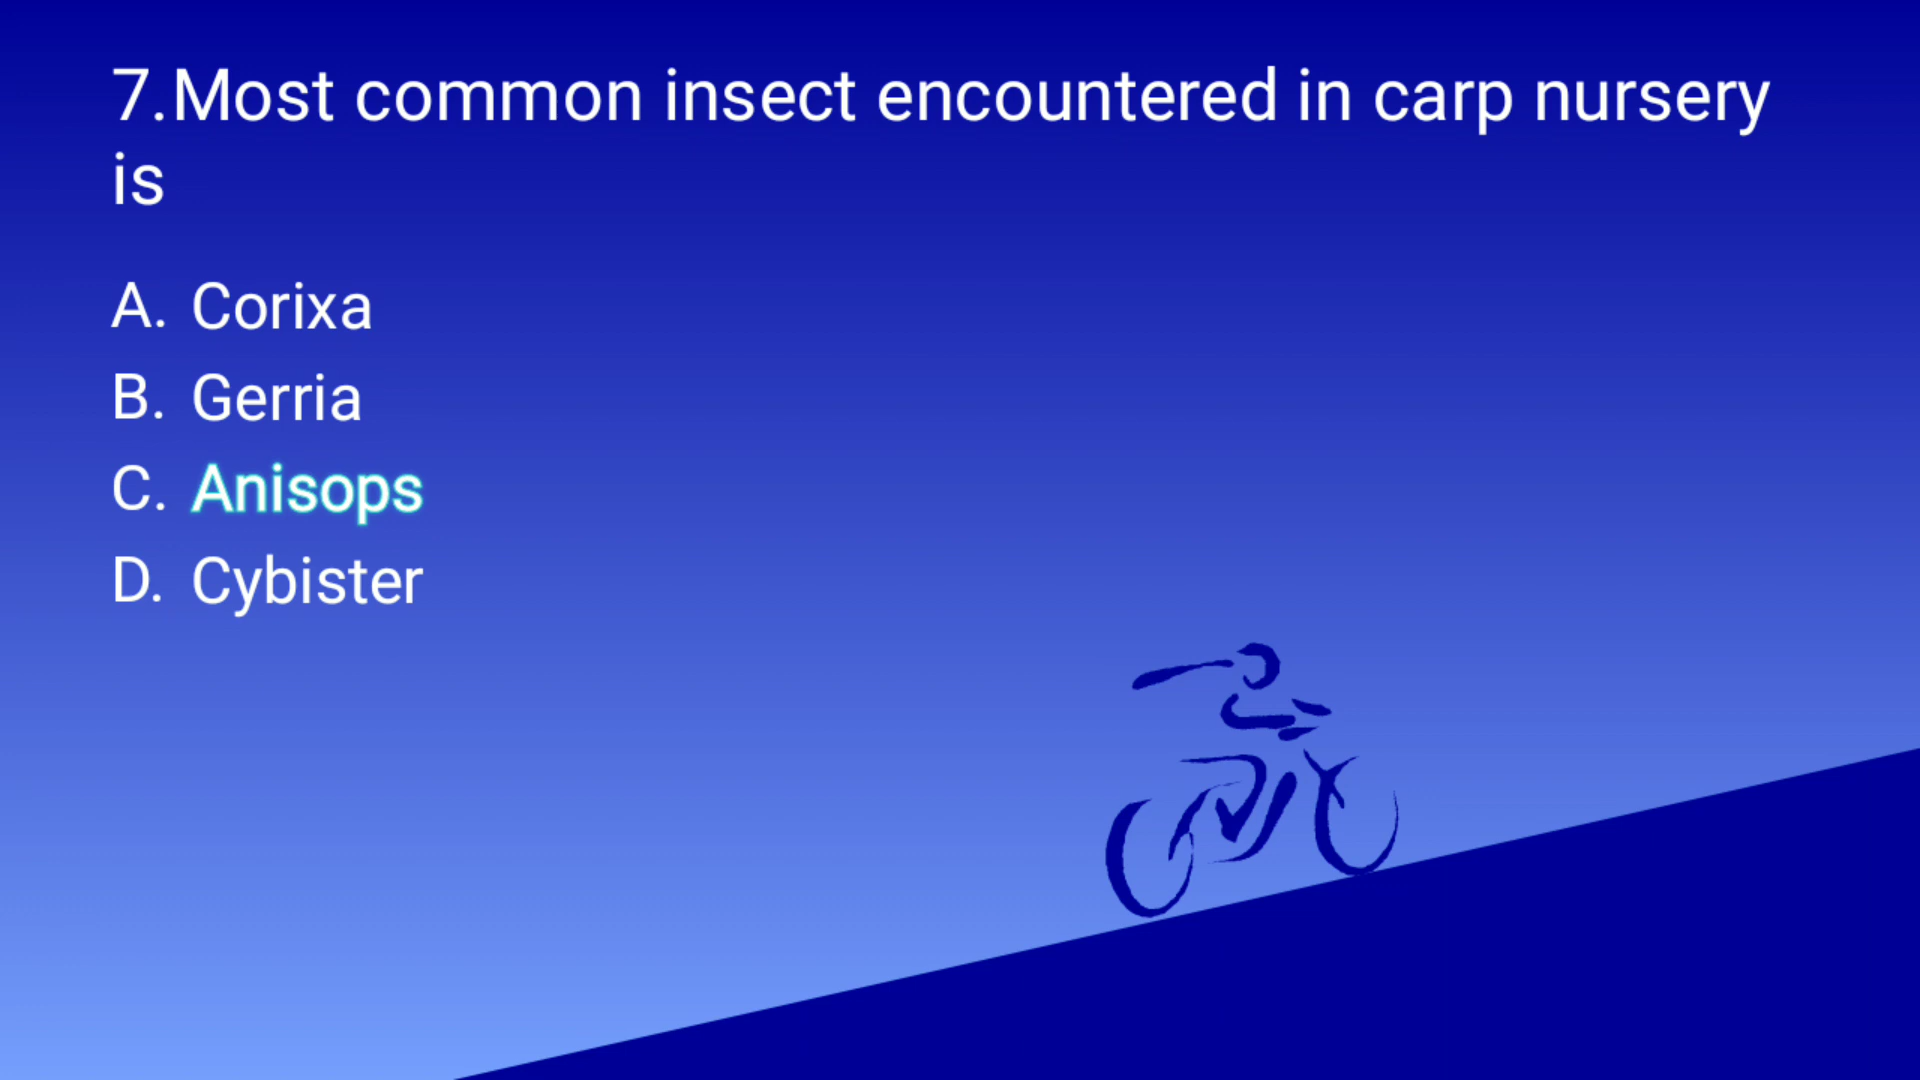 7.Most common insect encountered in carp nursery
is
A. Corixa
B. Gerria
C. Anisops
D. Cybister